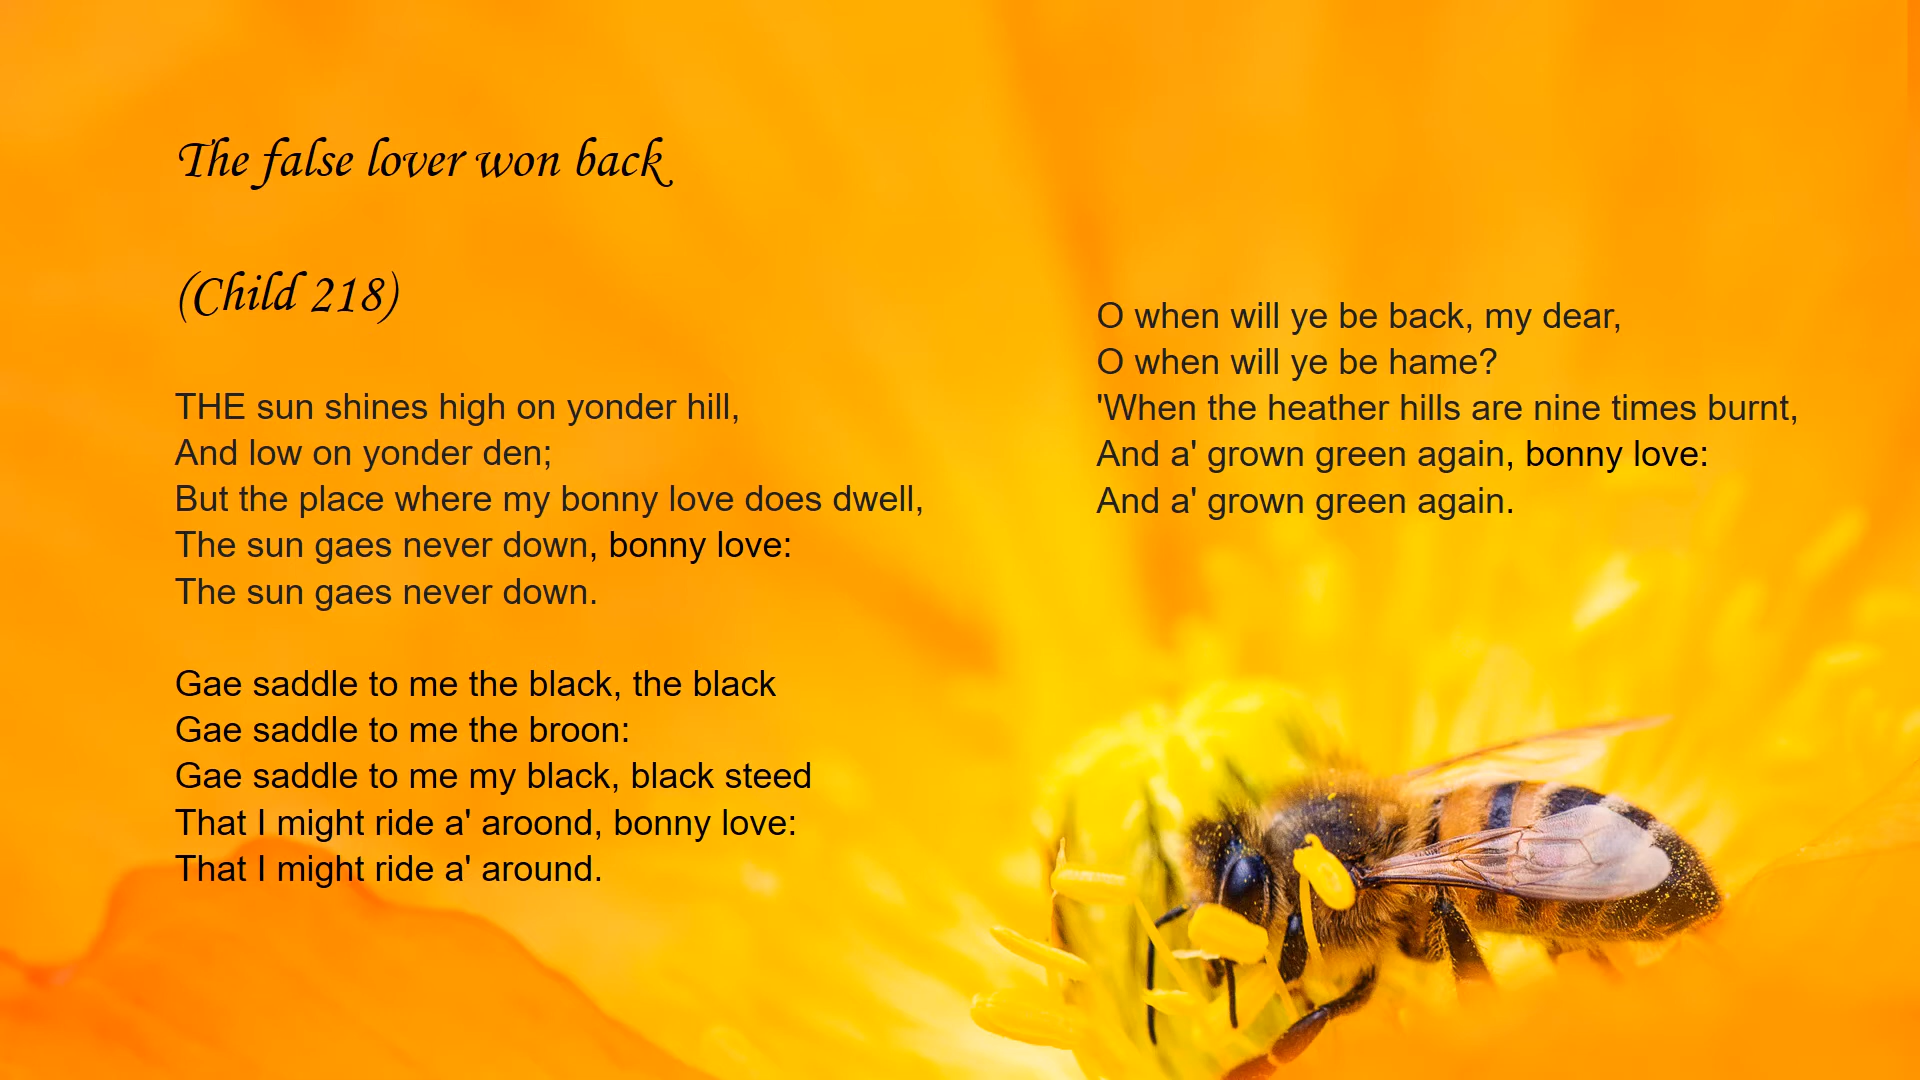 The false lover won back
(Child 218)
THE sun shines high on yonder hill,
And low on yonder den;
But the place where my bonny love does dwell,
The sun gaes never down, bonny love:
The sun gaes never down.
Gae saddle to me the black, the black
Gae saddle to me the broon:
Gae saddle to me my black, black steed
That I might ride a' aroond, bonny love:
That I might ride a' around.
O when will ye be back, my dear,
O when will ye be hame?
'When the heather hills are nine times burnt,
And a' grown green again, bonny love:
And a' grown green again.